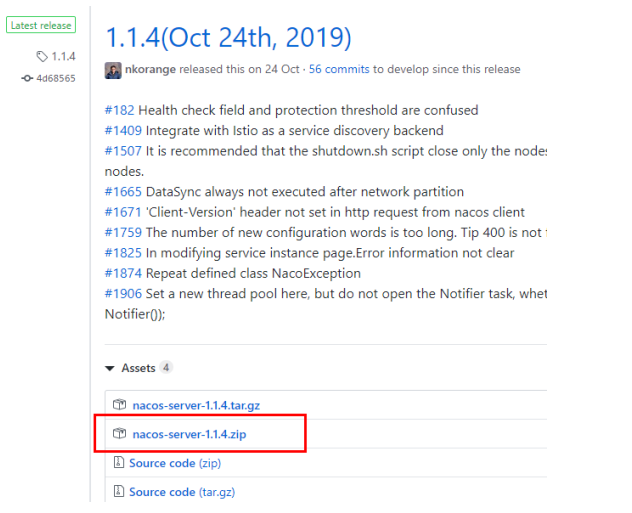 Latest release
1.1.4
4d68565
1.1.4(Oct 24th, 2019)
nkorange released this on 24 Oct · 56 commits to develop since this release
#182 Health check field and protection threshold are confused
#1409 Integrate with Istio as a service discovery backend
#1507 It is recommended that the shutdown.sh script close only the nodes
nodes.
#1665 DataSync always not executed after network partition
#1671 'Client-Version' header not set in http request from nacos client
#1759 The number of new configuration words is too long. Tip 400 is not
#1825 In modifying service instance page.Error information not clear
#1874 Repeat defined class NacoException
#1906 Set a new thread pool here, but do not open the Notifier task, whet
Notifier());
Assets 4
nacos-server-1.1.4.tar.gz
nacos-server-1.1.4.zip
Source code (zip)
Source code (tar.gz)